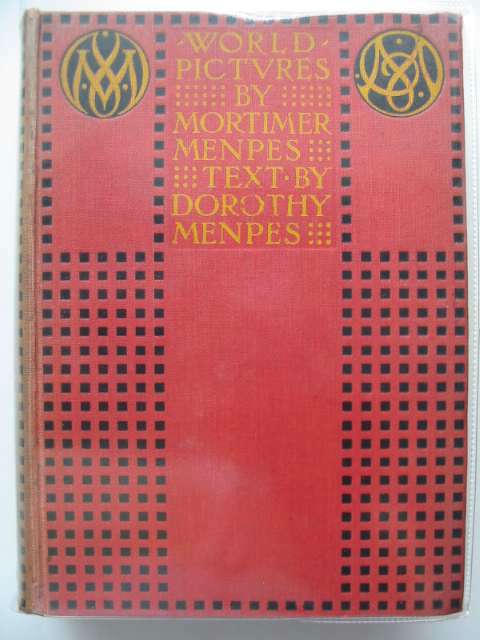 ·WORLD·
PICTVRES
BY
MORTIMER
MENPES
TEXT·BY
DOROTHY
MENPES